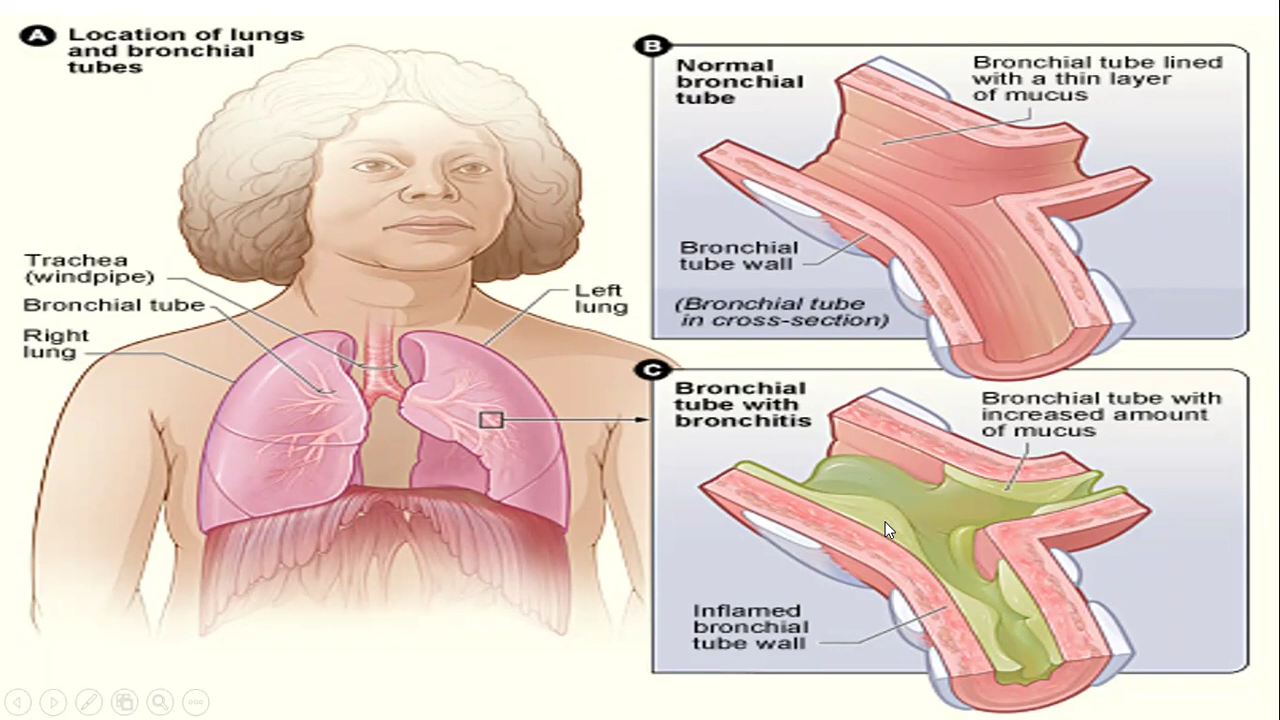 A
Location of lungs
and bronchial
tubes
Trachea
(windpipe)
Bronchial tube
Right
lung
Left
lung
B
Normal
bronchial
tube
Bronchial tube lined
with a thin layer
of mucus
Bronchial
tube wall
(Bronchial tube
in cross-section)
C
Bronchial
tube with
bronchitis
Bronchial tube with
increased amount
of mucus
Inflamed
bronchial
tube wall